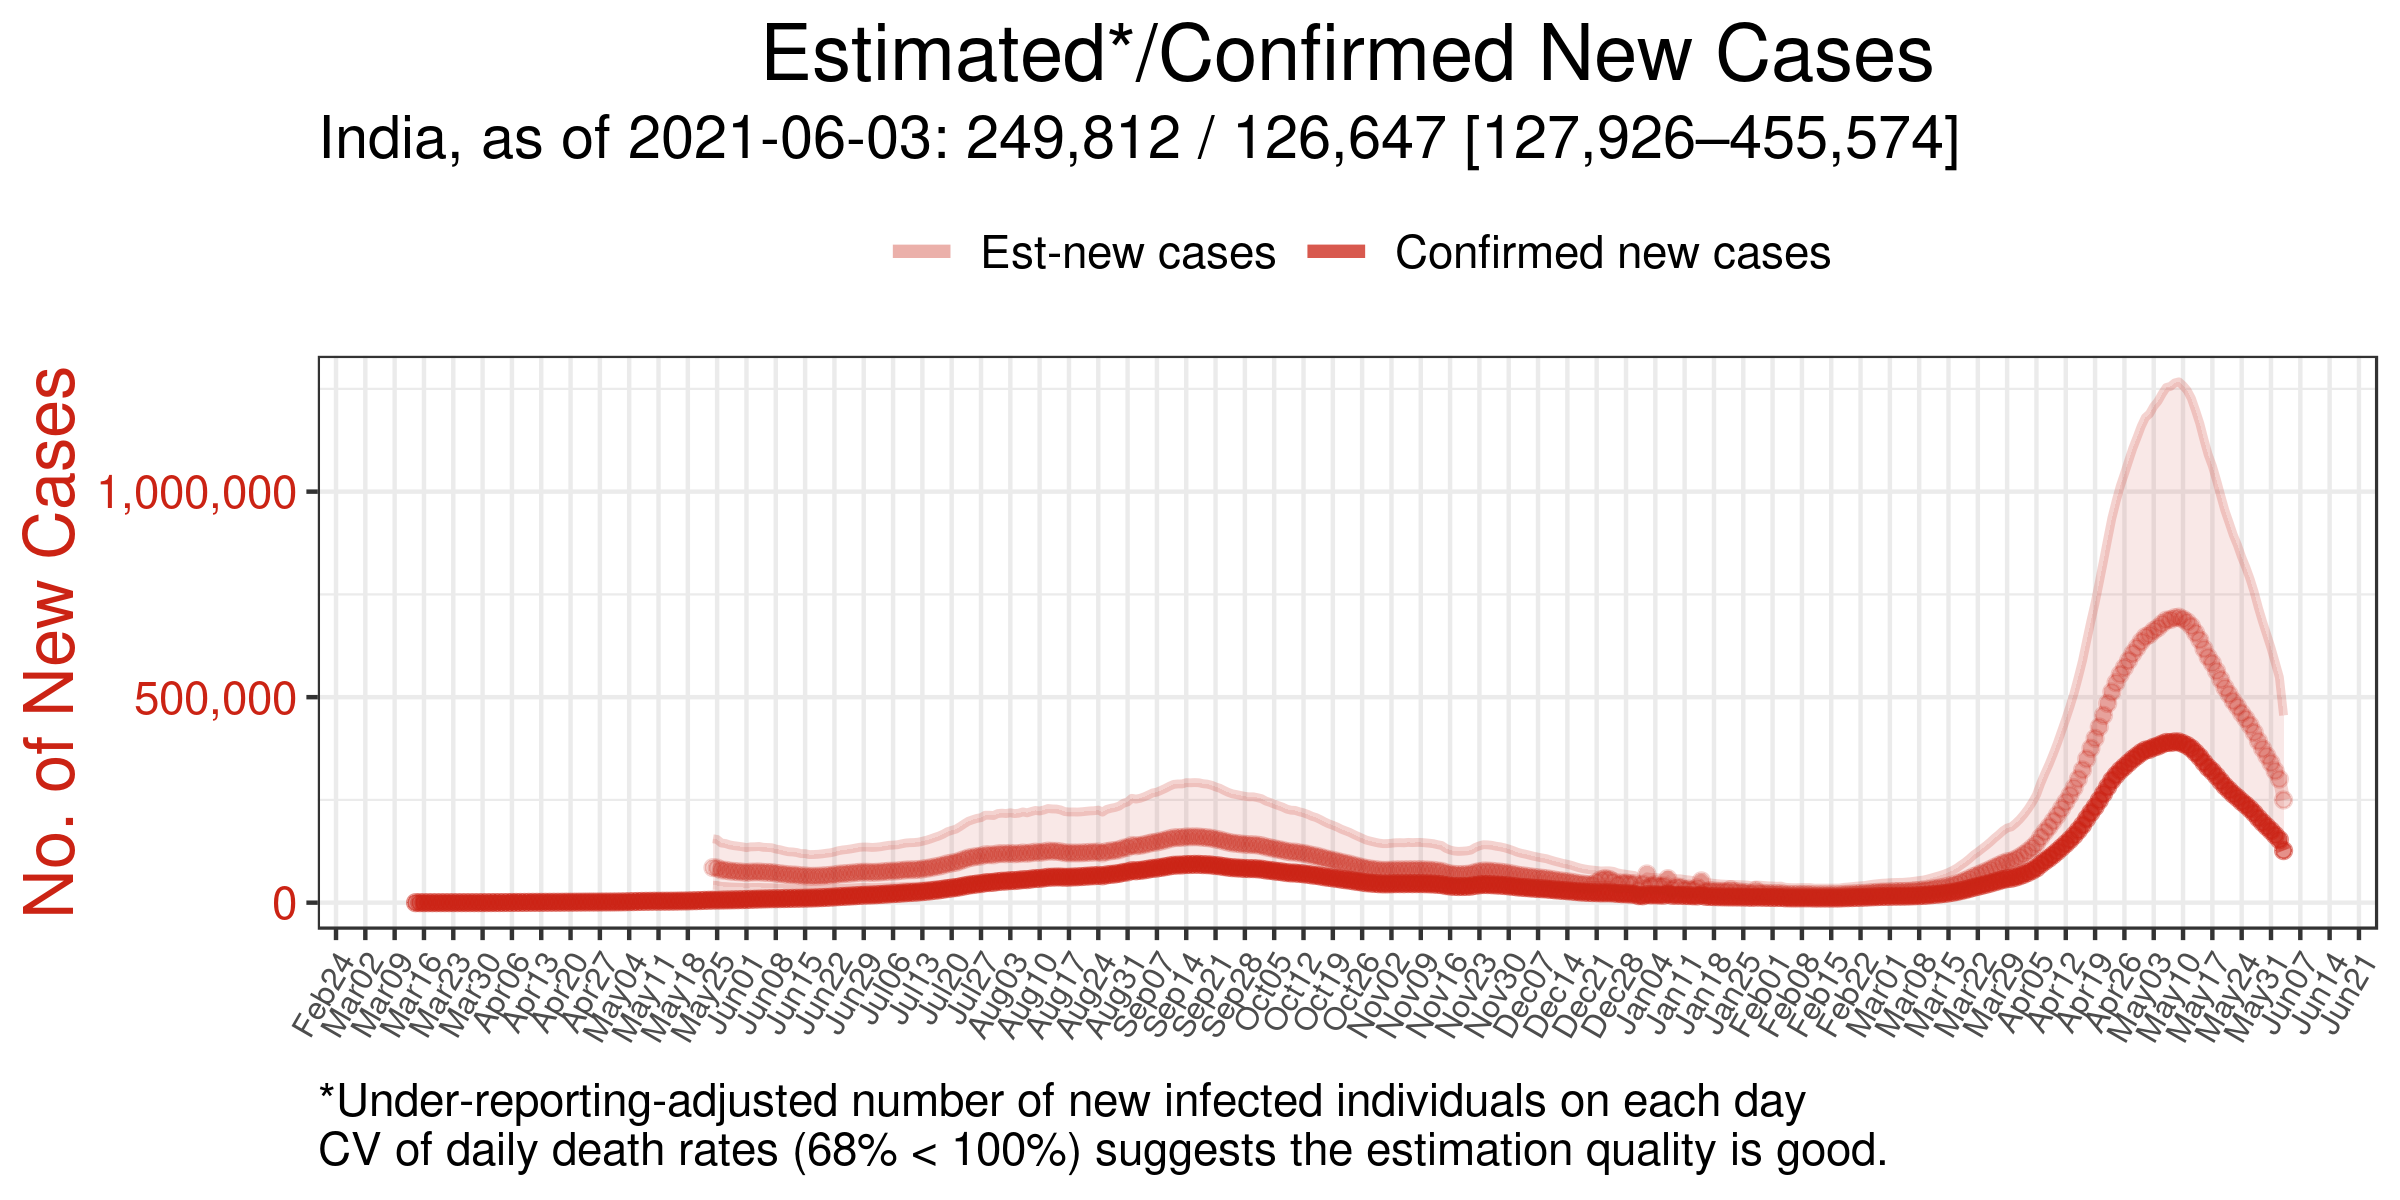 Estimated*/Confirmed New Cases
India, as of 2021-06-03: 249,812 / 126,647 [127,926–455,574]
Est-new cases Confirmed new cases
No. of New Cases
1,000,000
500,000
0
Feb24 Mar02 Mar09 Mar16 Mar23 Mar30 Apr06 Apr13 Apr20 Apr27 May04 May11 May18 May25 Jun01 Jun08 Jun15 Jun22 Jun29 Jul06 Jul13 Jul20 Jul27 Aug03 Aug10 Aug17 Aug24 Aug31 Sep07 Sep14 Sep21 Sep28 Oct05 Oct12 Oct19 Oct26 Nov02 Nov09 Nov16 Nov23 Nov30 Dec07 Dec14 Dec21 Dec28 Jan04 Jan11 Jan18 Jan25 Feb01 Feb08 Feb15 Feb22 Mar01 Mar08 Mar15 Mar22 Mar29 Apr05 Apr12 Apr19 Apr26 May03 May10 May17 May24 May31 Jun07 Jun14 Jun21
*Under-reporting-adjusted number of new infected individuals on each day
CV of daily death rates (68% < 100%) suggests the estimation quality is good.